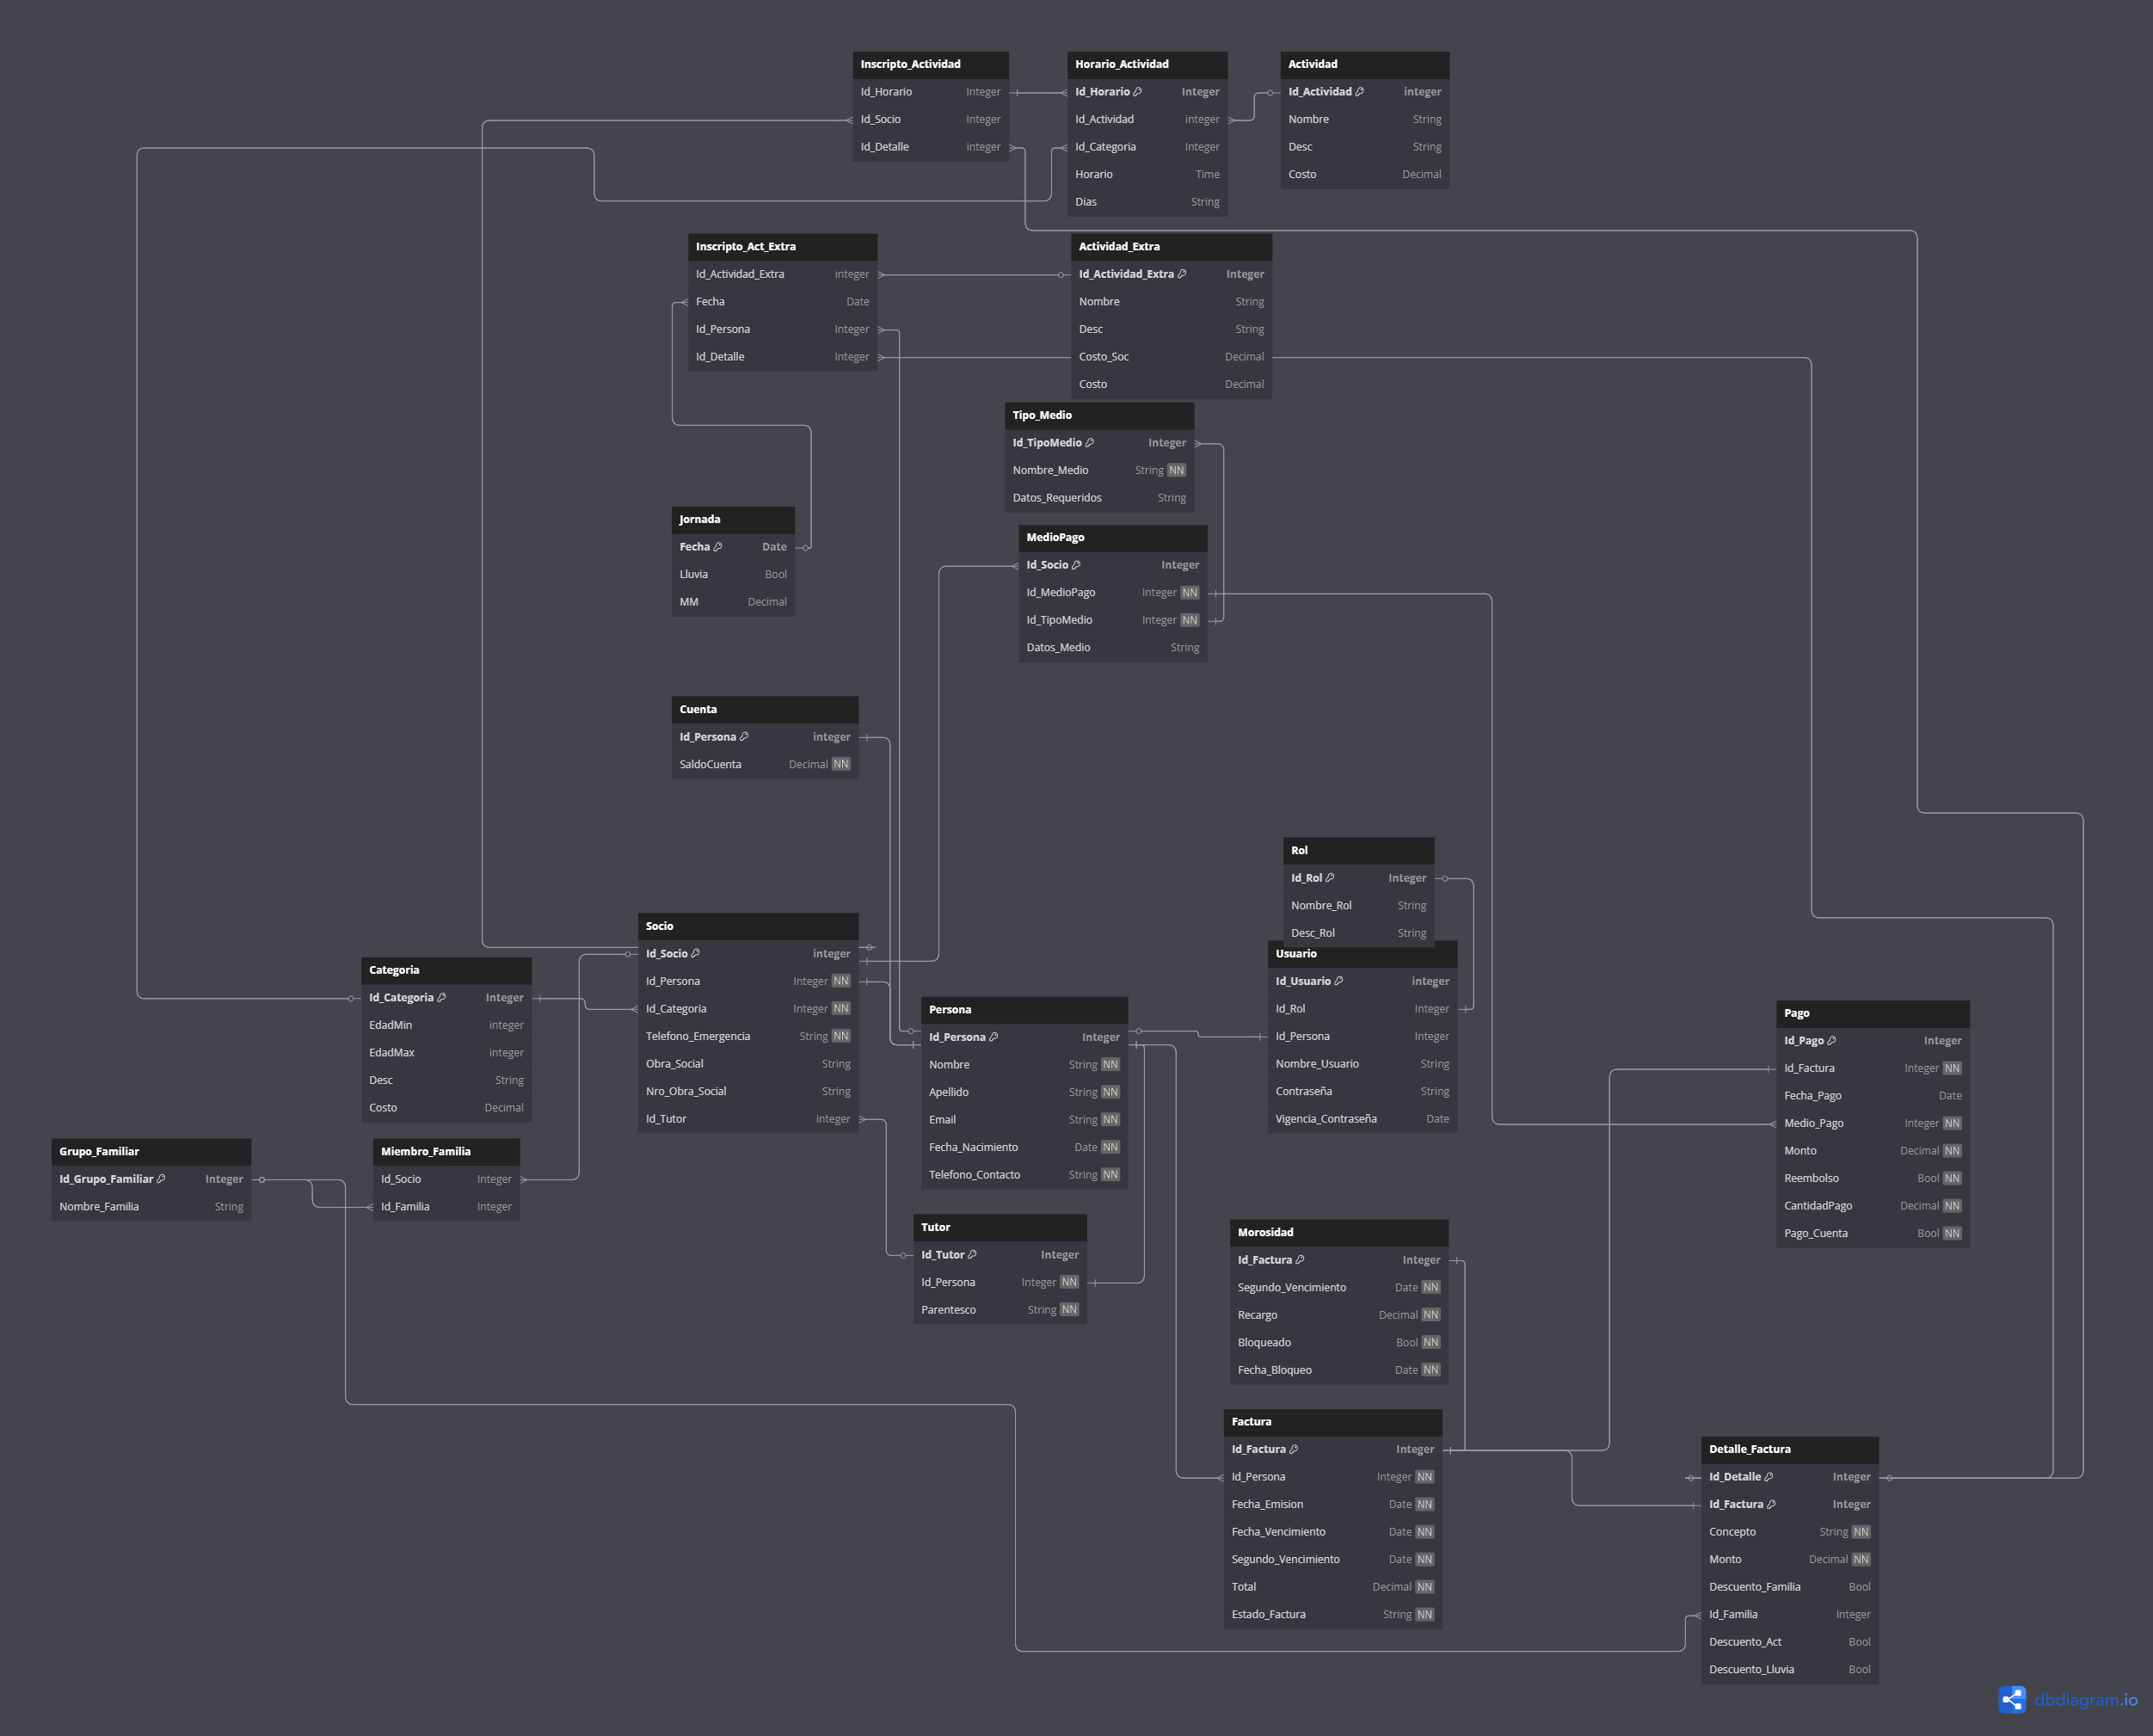 Inscripto_Actividad
Id_Horario Integer
Id_Socio Integer
Id_Detalle integer
Horario_Actividad
Id_Horario Integer
Id_Actividad integer
Id_Categoria Integer
Horario Time
Dias String
Actividad
Id_Actividad integer
Nombre String
Desc String
Costo Decimal
Inscripto_Act_Extra
Id_Actividad_Extra integer
Fecha Date
Id_Persona Integer
Id_Detalle Integer
Actividad_Extra
Id_Actividad_Extra Integer
Nombre String
Desc String
Costo_Soc Decimal
Costo Decimal
Tipo_Medio
Id_TipoMedio Integer
Nombre_Medio String NN
Datos_Requeridos String
Jornada
Fecha Date
Lluvia Bool
MM Decimal
MedioPago
Id_Socio Integer
Id_MedioPago Integer NN
Id_TipoMedio Integer NN
Datos_Medio String
Cuenta
Id_Persona integer
SaldoCuenta Decimal NN
Rol
Id_Rol Integer
Nombre_Rol String
Desc_Rol String
Usuario
Id_Usuario integer
Id_Rol Integer
Id_Persona Integer
Nombre_Usuario String
Contraseña String
Vigencia_Contraseña Date
Socio
Id_Socio integer
Id_Persona Integer NN
Id_Categoria Integer NN
Telefono_Emergencia String NN
Obra_Social String
Nro_Obra_Social String
Id_Tutor integer
Categoria
Id_Categoria Integer
EdadMin integer
EdadMax integer
Desc String
Costo Decimal
Persona
Id_Persona Integer
Nombre String NN
Apellido String NN
Email String NN
Fecha_Nacimiento Date NN
Telefono_Contacto String NN
Pago
Id_Pago Integer
Id_Factura Integer NN
Fecha_Pago Date
Medio_Pago Integer NN
Monto Decimal NN
Reembolso Bool NN
CantidadPago Decimal NN
Pago_Cuenta Bool NN
Grupo_Familiar
Id_Grupo_Familiar Integer
Nombre_Familia String
Miembro_Familia
Id_Socio Integer
Id_Familia Integer
Tutor
Id_Tutor Integer
Id_Persona Integer NN
Parentesco String NN
Morosidad
Id_Factura Integer
Segundo_Vencimiento Date NN
Recargo Decimal NN
Bloqueado Bool NN
Fecha_Bloqueo Date NN
Factura
Id_Factura Integer
Id_Persona Integer NN
Fecha_Emision Date NN
Fecha_Vencimiento Date NN
Segundo_Vencimiento Date NN
Total Decimal NN
Estado_Factura String NN
Detalle_Factura
Id_Detalle Integer
Id_Factura Integer
Concepto String NN
Monto Decimal NN
Descuento_Familia Bool
Id_Familia Integer
Descuento_Act Bool
Descuento_Lluvia Bool
dbdiagram.io